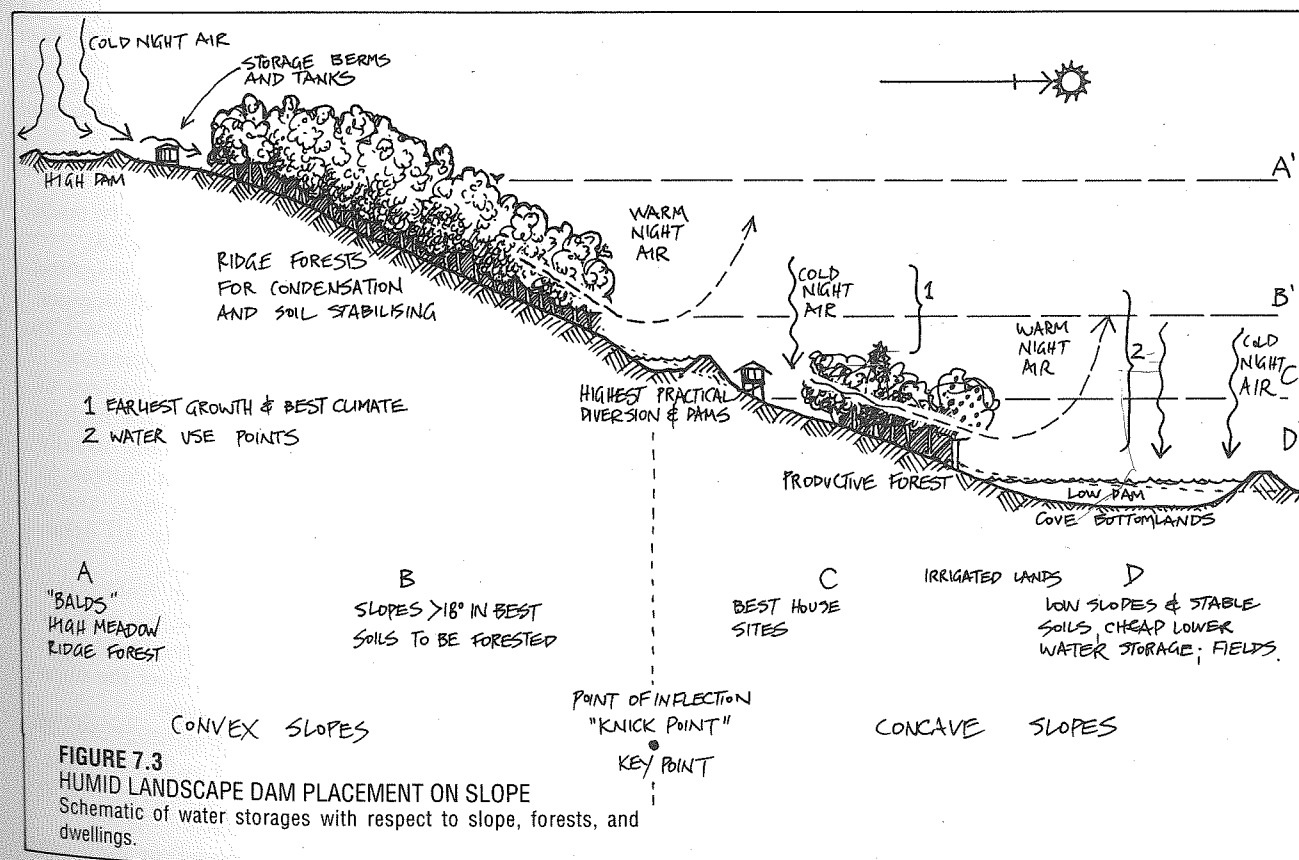 COLD NIGHT AIR
STORAGE BERMS
AND TANKS
HIGH DAM
A'
WARM
NIGHT
AIR
RIDGE FORESTS
FOR CONDENSATION
AND SOIL STABILISING
COLD
NIGHT
AIR
1
B'
WARM
NIGHT
AIR
2
COLD
NIGHT
AIR
C
HIGHEST PRACTICAL
DIVERSION & DAMS
1 EARLIEST GROWTH & BEST CLIMATE
2 WATER USE POINTS
D
PRODUCTIVE FOREST
LOW DAM
COVE BOTTOMLANDS
A
"BALDS"
HIGH MEADOW
RIDGE FOREST
B
SLOPES >18° IN BEST
SOILS TO BE FORESTED
C
BEST HOUSE
SITES
IRRIGATED LANDS
D
LOW SLOPES & STABLE
SOILS, CHEAP LOWER
WATER STORAGE; FIELDS.
CONVEX SLOPES
POINT OF INFLECTION
"KNICK POINT"
KEY POINT
CONCAVE SLOPES
FIGURE 7.3
HUMID LANDSCAPE DAM PLACEMENT ON SLOPE
Schematic of water storages with respect to slope, forests, and
dwellings.